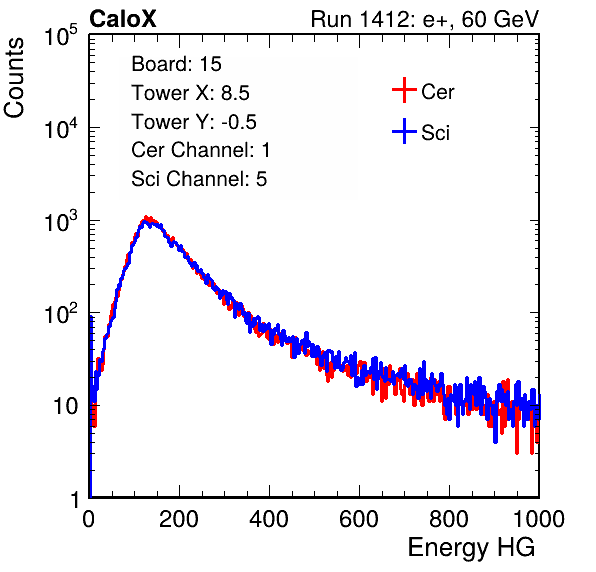 CaloX Run 1412: e+, 60 GeV
Counts
10^5
10^4
10^3
10^2
10
1
Board: 15
Tower X: 8.5
Tower Y: -0.5
Cer Channel: 1
Sci Channel: 5
Cer
Sci
0 200 400 600 800 1000
Energy HG